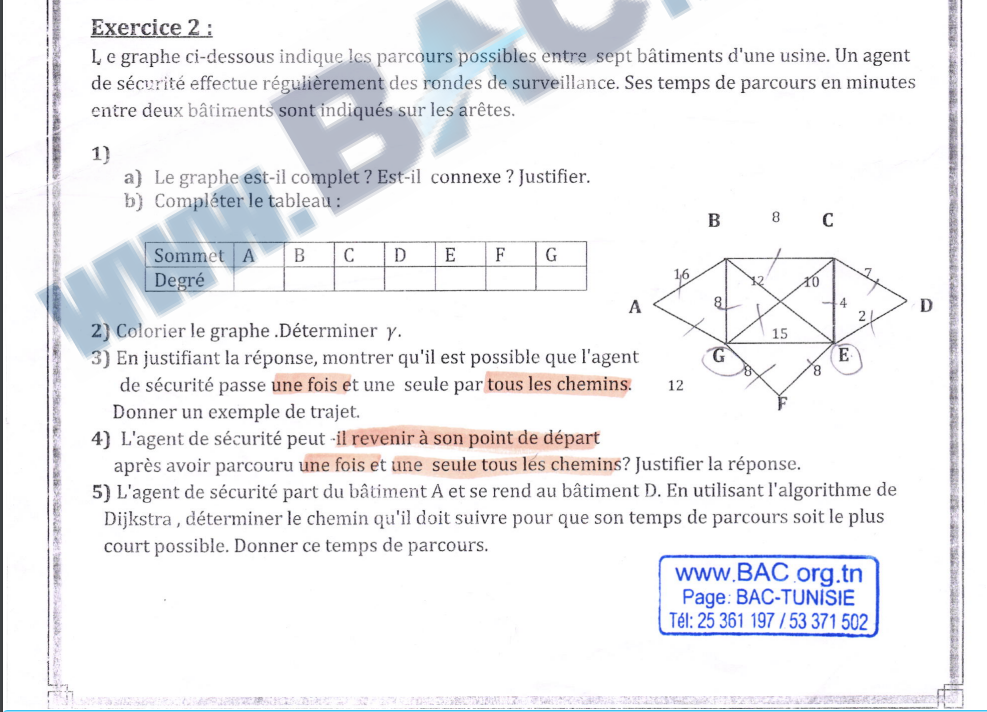 Exercice 2 :
L e graphe ci-dessous indique les parcours possibles entre sept bâtiments d'une usine. Un agent
de sécurité effectue régulièrement des rondes de surveillance. Ses temps de parcours en minutes
entre deux bâtiments sont indiqués sur les arêtes.
1)
a) Le graphe est-il complet ? Est-il connexe ? Justifier.
b) Compléter le tableau :
Sommet A B C D E F G
Degré
B 8 C
16 12 10 7
A 8 4 D
2
15
G E
8 8
12
F
2) Colorier le graphe .Déterminer γ.
3) En justifiant la réponse, montrer qu'il est possible que l'agent
de sécurité passe une fois et une seule par tous les chemins.
Donner un exemple de trajet.
4) L'agent de sécurité peut -il revenir à son point de départ
après avoir parcouru une fois et une seule tous les chemins? Justifier la réponse.
5) L'agent de sécurité part du bâtiment A et se rend au bâtiment D. En utilisant l'algorithme de
Dijkstra , déterminer le chemin qu'il doit suivre pour que son temps de parcours soit le plus
court possible. Donner ce temps de parcours.
www.BAC.org.tn
Page: BAC-TUNISIE
Tél: 25 361 197 / 53 371 502
www.BAC